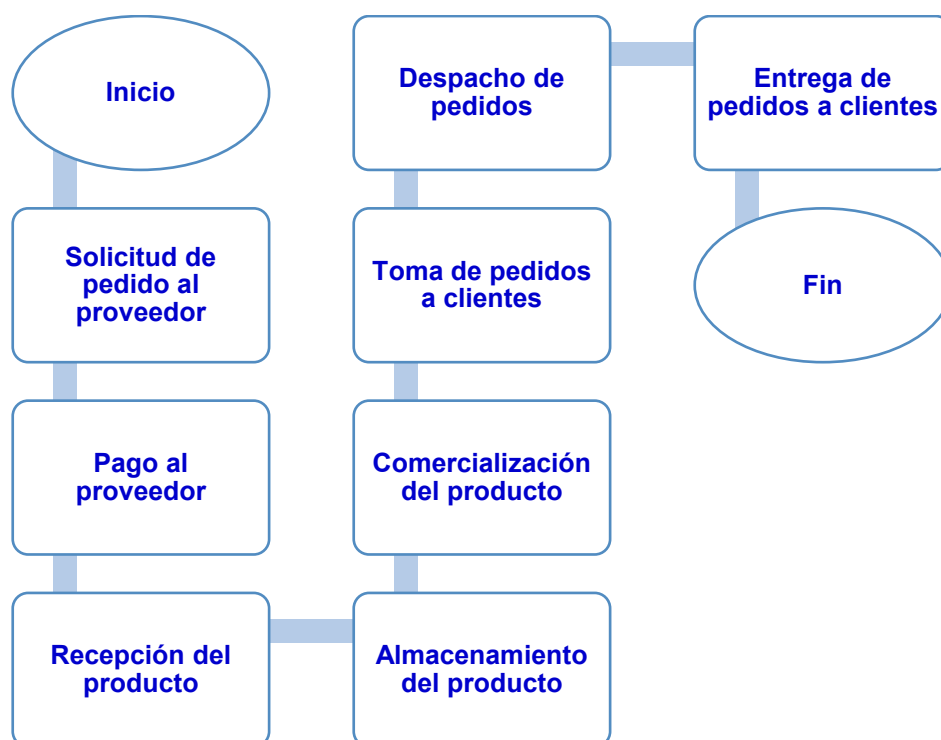 Inicio
Solicitud de
pedido al
proveedor
Pago al
proveedor
Recepción del
producto
Almacenamiento
del producto
Comercialización
del producto
Toma de pedidos
a clientes
Despacho de
pedidos
Entrega de
pedidos a clientes
Fin